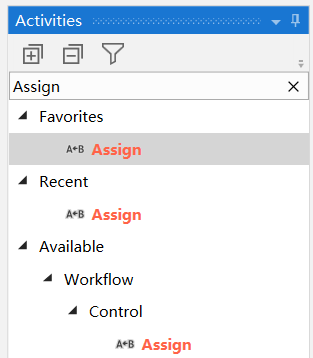 Activities
Assign
Favorites
A←B Assign
Recent
A←B Assign
Available
Workflow
Control
A←B Assign